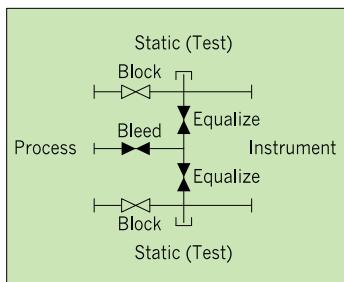 Static (Test)
Block
Equalize
Bleed
Process
Instrument
Equalize
Block
Static (Test)